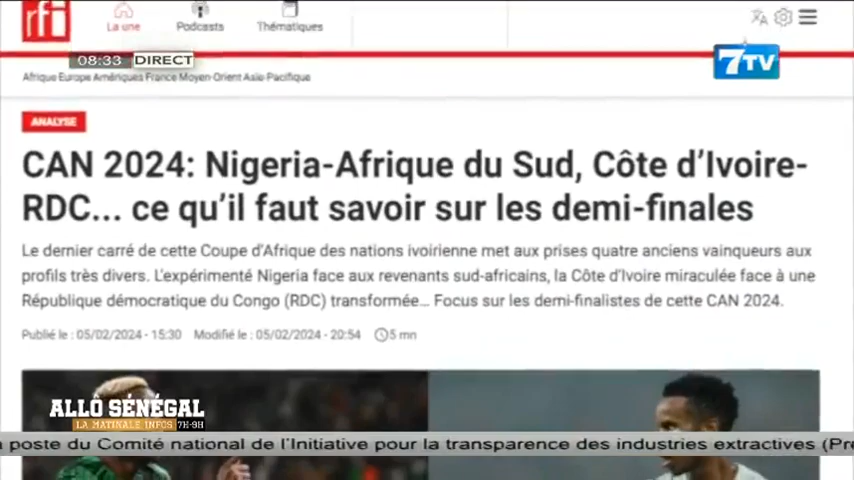 rfi
La une
Podcasts
Thématiques
08:33 DIRECT
7TV
Afrique Europe Amériques France Moyen-Orient Asie-Pacifique
ANALYSE
CAN 2024: Nigeria-Afrique du Sud, Côte d'Ivoire-
RDC... ce qu'il faut savoir sur les demi-finales
Le dernier carré de cette Coupe d'Afrique des nations ivoirienne met aux prises quatre anciens vainqueurs aux
profils très divers. L'expérimenté Nigeria face aux revenants sud-africains, la Côte d'Ivoire miraculée face à une
République démocratique du Congo (RDC) transformée... Focus sur les demi-finalistes de cette CAN 2024.
Publié le : 05/02/2024 - 15:30 Modifié le : 05/02/2024 - 20:54 5 mn
ALLÔ SÉNÉGAL
LA MATINALE INFOS 7H-9H
a poste du Comité national de l'Initiative pour la transparence des industries extractives (Pre